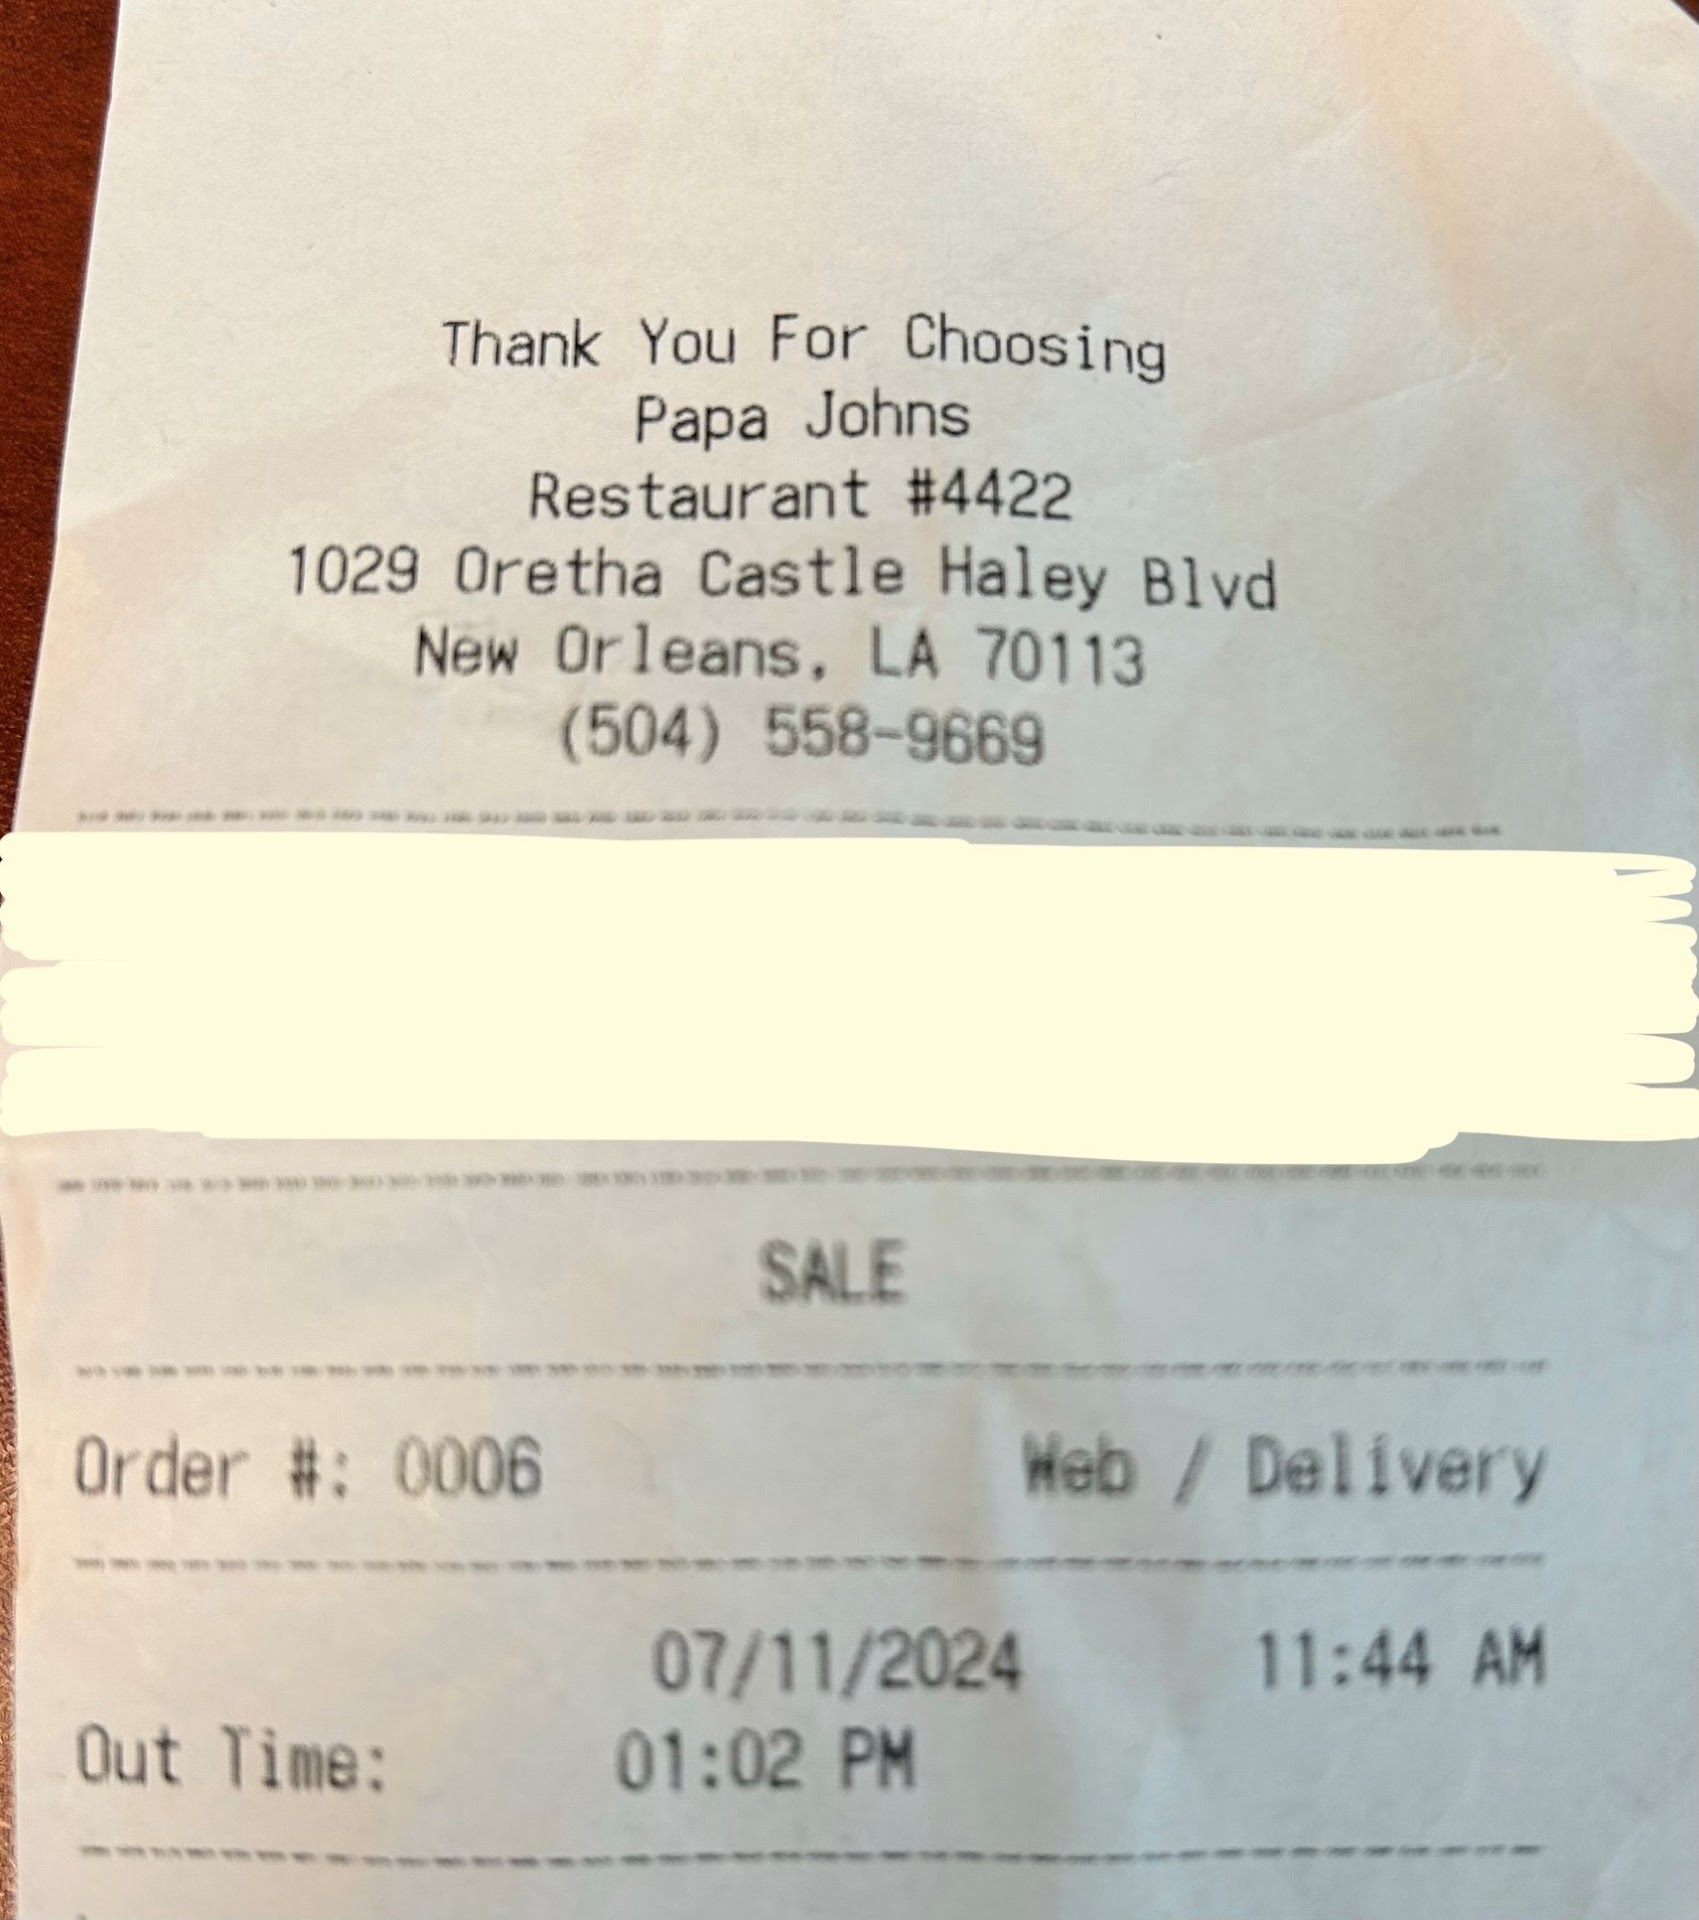 Thank You For Choosing
Papa Johns
Restaurant #4422
1029 Oretha Castle Haley Blvd
New Orleans, LA 70113
(504) 558-9669
SALE
Order #: 0006 Web / Delivery
07/11/2024 11:44 AM
Out Time: 01:02 PM